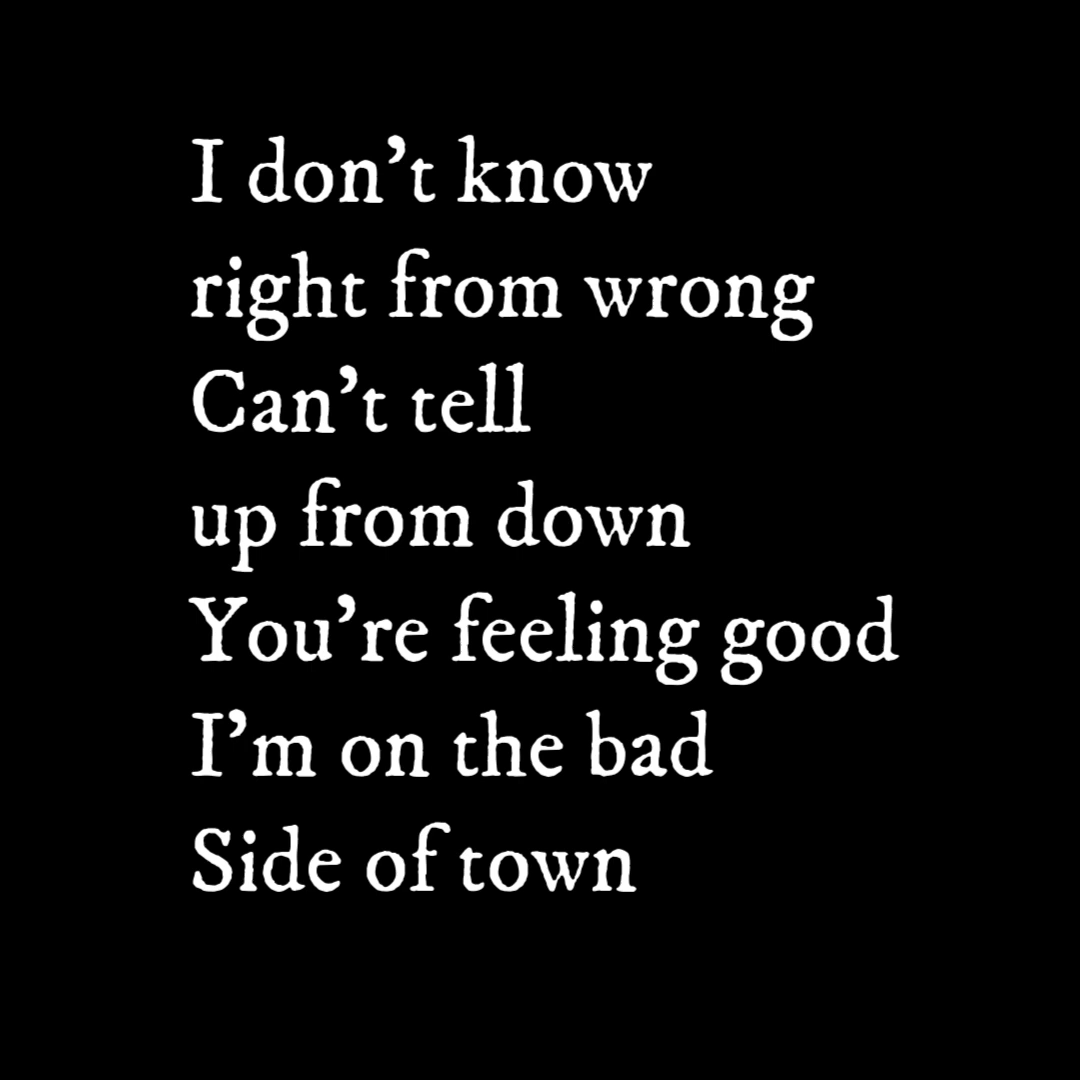 I don't know
right from wrong
Can't tell
up from down
You're feeling good
I'm on the bad
Side of town